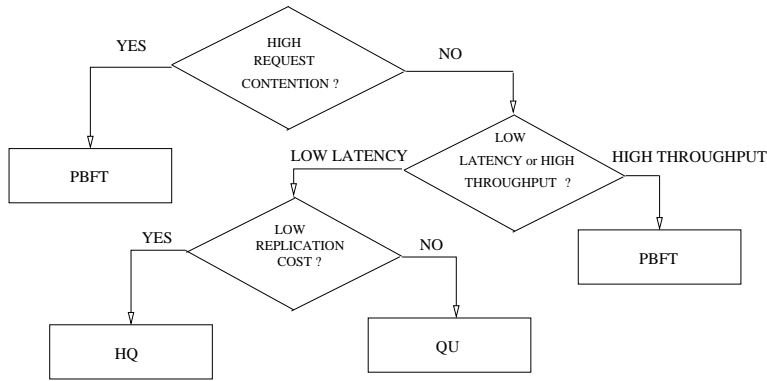 YES
HIGH
REQUEST
CONTENTION ?
NO
PBFT
LOW
LATENCY or HIGH
THROUGHPUT ?
LOW LATENCY
HIGH THROUGHPUT
YES
LOW
REPLICATION
COST ?
NO
PBFT
HQ
QU